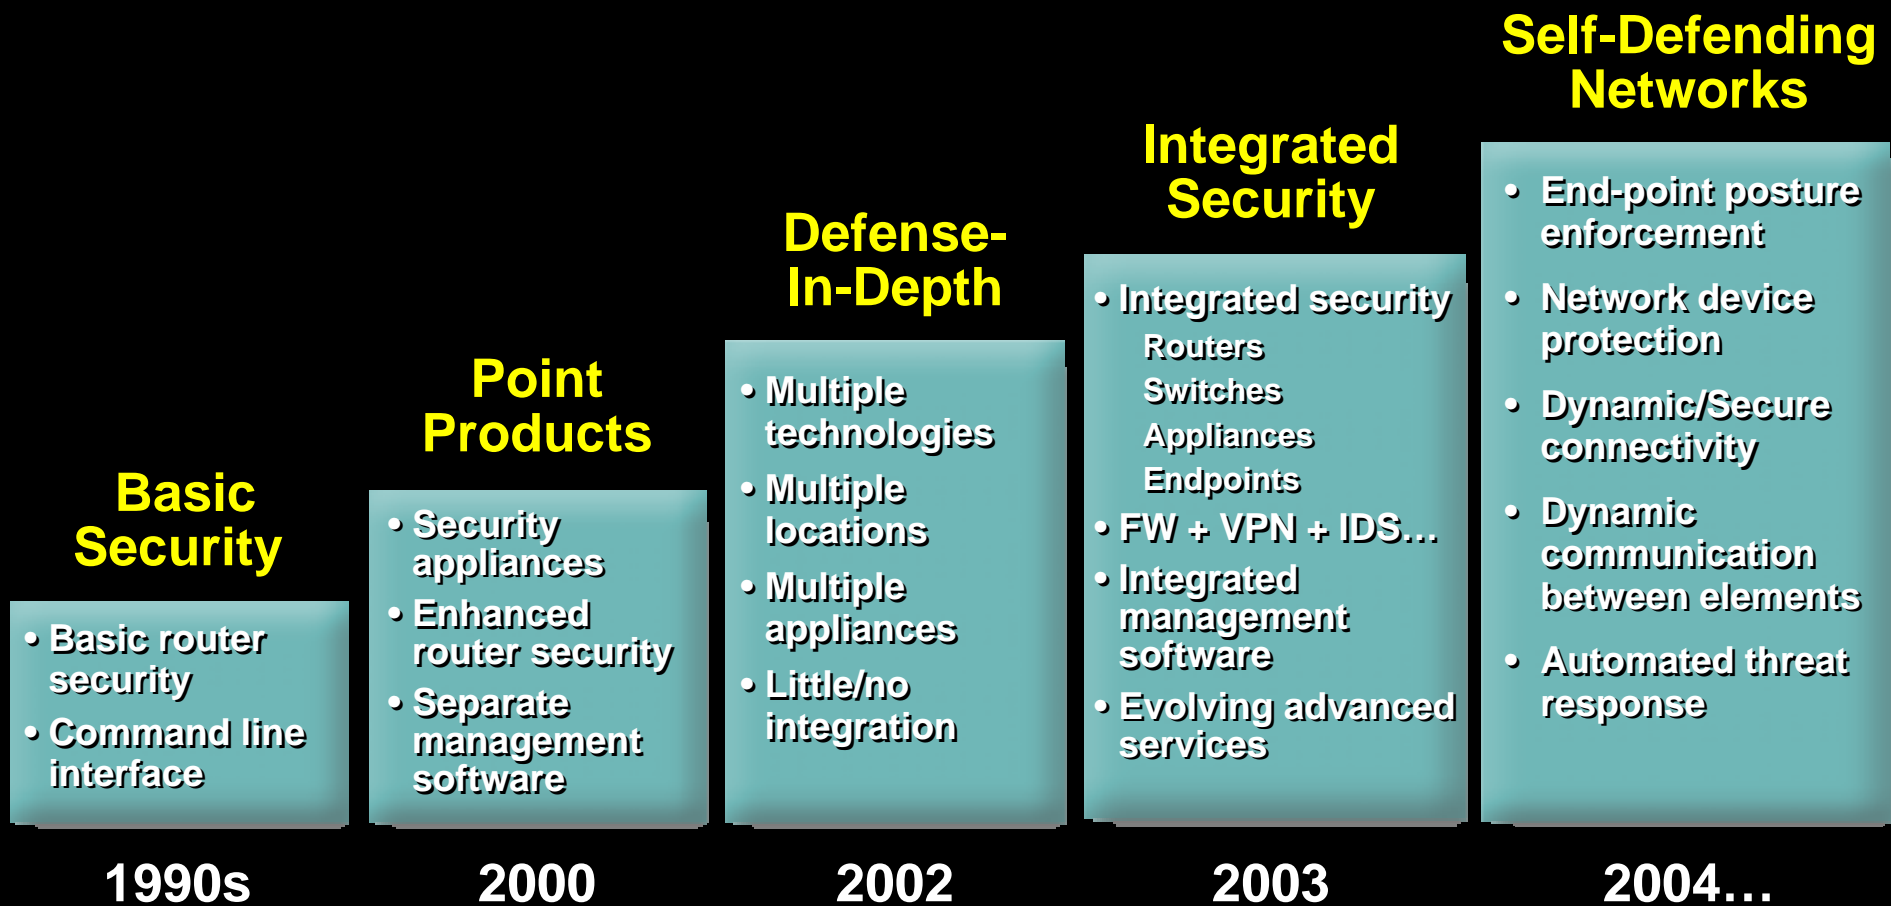 Basic
Security
• Basic router
security
• Command line
interface
1990s
Point
Products
• Security
appliances
• Enhanced
router security
• Separate
management
software
2000
Defense-
In-Depth
• Multiple
technologies
• Multiple
locations
• Multiple
appliances
• Little/no
integration
2002
Integrated
Security
• Integrated security
Routers
Switches
Appliances
Endpoints
• FW + VPN + IDS…
• Integrated
management
software
• Evolving advanced
services
2003
Self-Defending
Networks
• End-point posture
enforcement
• Network device
protection
• Dynamic/Secure
connectivity
• Dynamic
communication
between elements
• Automated threat
response
2004…